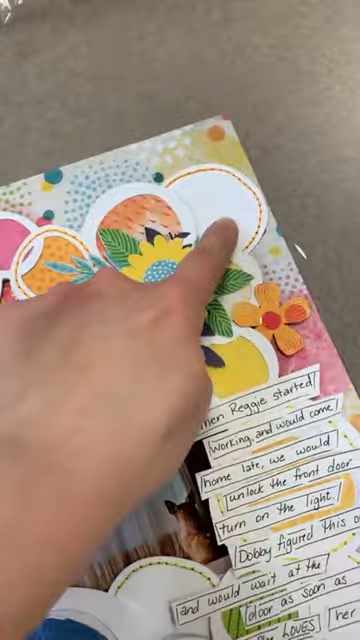 hen Reggie started
working, and would come
home late, we would
unlock the front door
turn on the light.
Dobby figured this o
and would wait at the
door as soon as
LOVES her